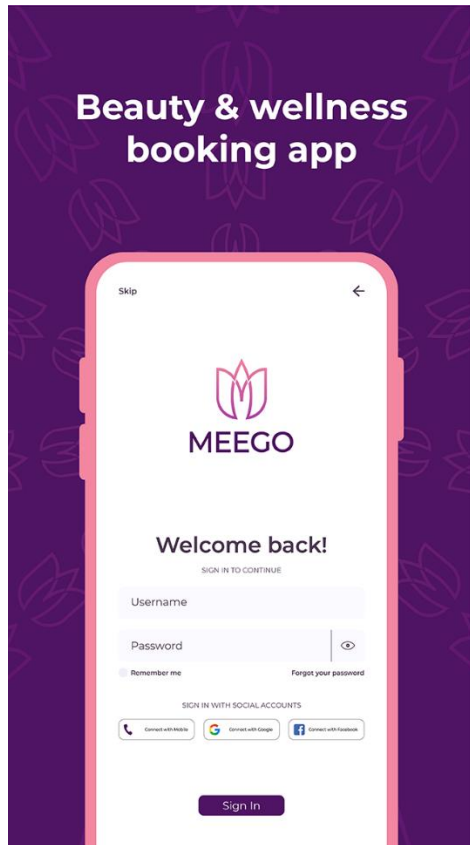 Beauty & wellness
booking app
Skip
MEEGO
Welcome back!
SIGN IN TO CONTINUE
Username
Password
Remember me
Forgot your password
SIGN IN WITH SOCIAL ACCOUNTS
Connect with Mobile
Connect with Google
Connect with Facebook
Sign In